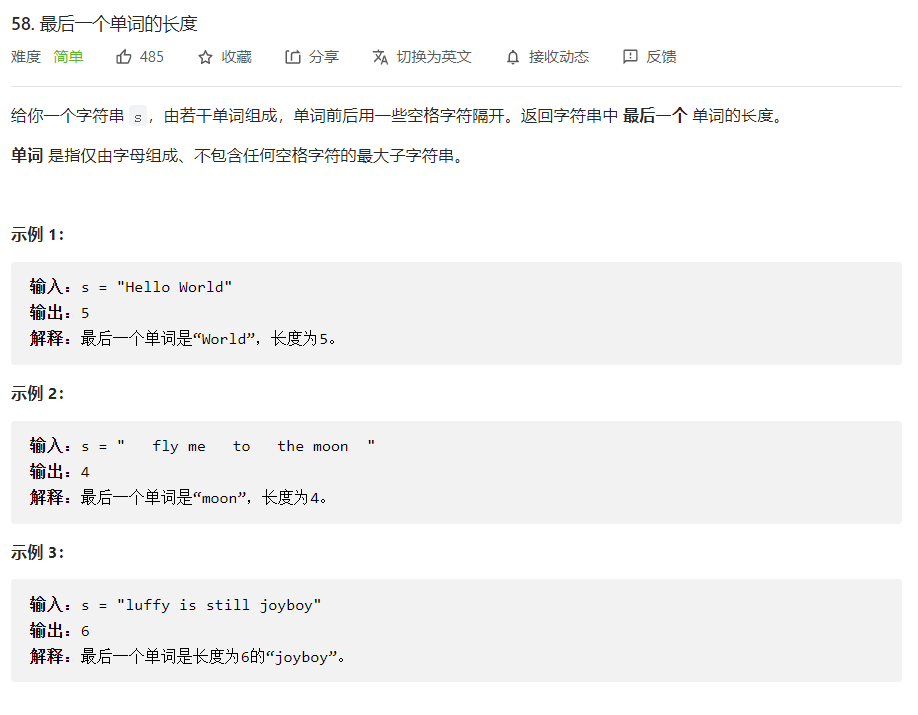 58. 最后一个单词的长度
难度 简单 485 收藏 分享 切换为英文 接收动态 反馈
给你一个字符串 s，由若干单词组成，单词前后用一些空格字符隔开。返回字符串中 最后一个 单词的长度。
单词 是指仅由字母组成、不包含任何空格字符的最大子字符串。
示例 1：
输入：s = "Hello World"
输出：5
解释：最后一个单词是“World”，长度为5。
示例 2：
输入：s = "   fly me   to   the moon  "
输出：4
解释：最后一个单词是“moon”，长度为4。
示例 3：
输入：s = "luffy is still joyboy"
输出：6
解释：最后一个单词是长度为6的“joyboy”。